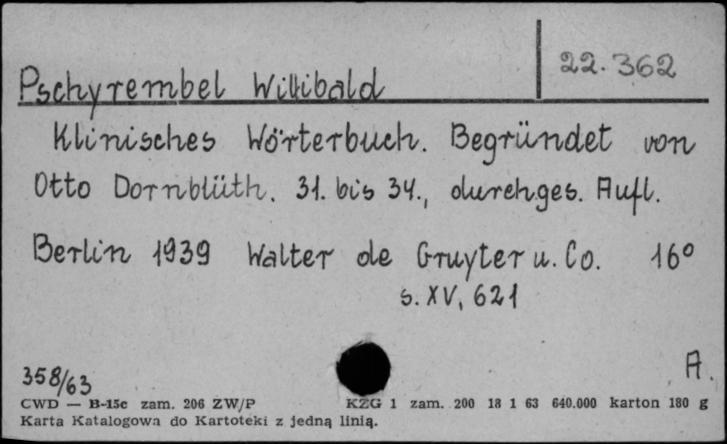 22.362
Pschyrembel Willibald
Klinisches Wörterbuch. Begründet von
Otto Dornblüth. 31. bis 34., durchges. Aufl.
Berlin 1939 Walter de Gruyter u. Co. 16°
s. XV, 621
358/63
A.
CWD — B-15c zam. 206 ZW/P KZG 1 zam. 200 18 1 63 640.000 karton 180 g
Karta Katalogowa do Kartoteki z jedną linią.